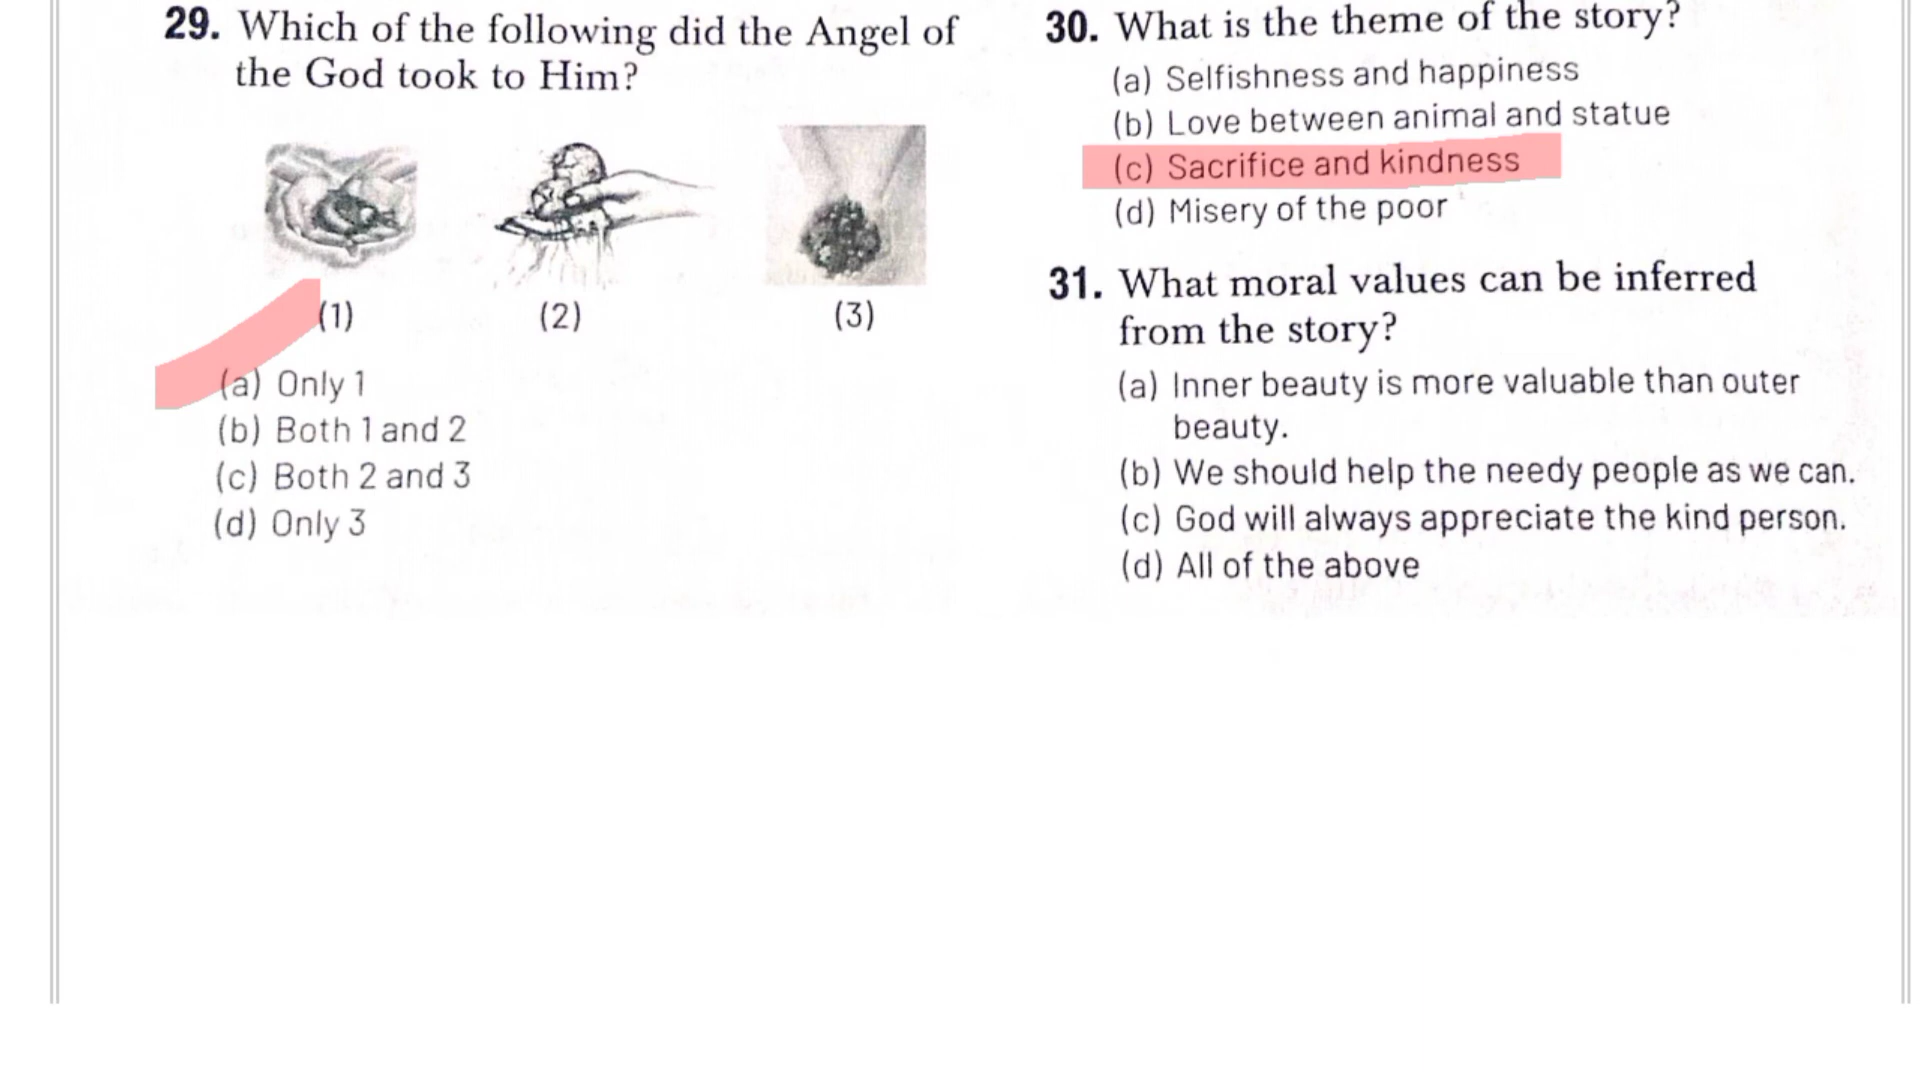 29. Which of the following did the Angel of
the God took to Him?
(1) (2) (3)
(a) Only 1
(b) Both 1 and 2
(c) Both 2 and 3
(d) Only 3
30. What is the theme of the story?
(a) Selfishness and happiness
(b) Love between animal and statue
(c) Sacrifice and kindness
(d) Misery of the poor
31. What moral values can be inferred
from the story?
(a) Inner beauty is more valuable than outer
beauty.
(b) We should help the needy people as we can.
(c) God will always appreciate the kind person.
(d) All of the above